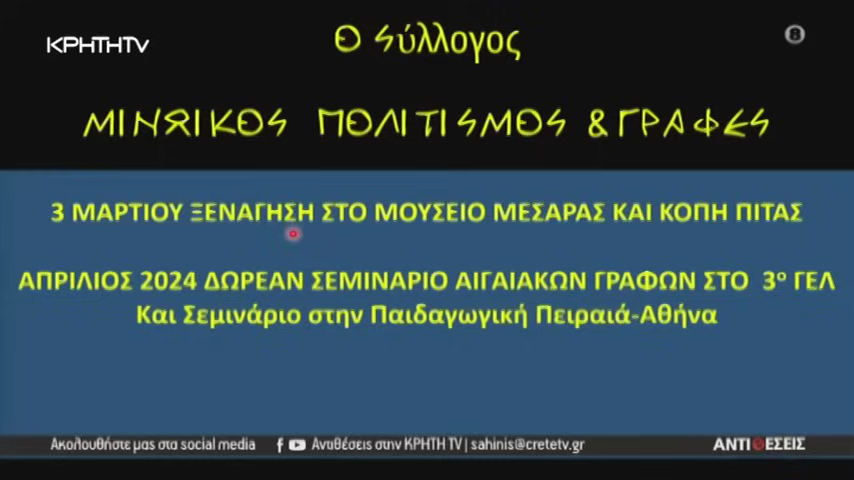 ΚΡΗΤΗTV
Ο Σύλλογος
8
ΜΙΝΩΙΚΟΣ ΠΟΛΙΤΙΣΜΟΣ & ΓΡΑΦΕΣ
3 ΜΑΡΤΙΟΥ ΞΕΝΑΓΗΣΗ ΣΤΟ ΜΟΥΣΕΙΟ ΜΕΣΑΡΑΣ ΚΑΙ ΚΟΠΗ ΠΙΤΑΣ
ΑΠΡΙΛΙΟΣ 2024 ΔΩΡΕΑΝ ΣΕΜΙΝΑΡΙΟ ΑΙΓΑΙΑΚΩΝ ΓΡΑΦΩΝ ΣΤΟ 3ο ΓΕΛ
Και Σεμινάριο στην Παιδαγωγική Πειραιά-Αθήνα
Ακολουθήστε μας στα social media f Αντιθέσεις στην ΚΡΗΤΗ TV | sahinis@cretetv.gr ΑΝΤΙΘΕΣΕΙΣ